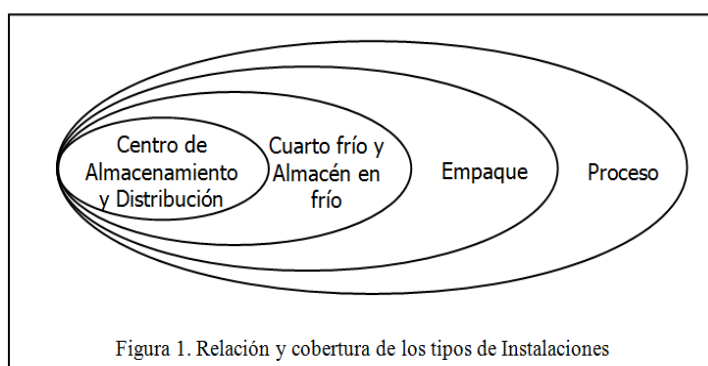 Centro de
Almacenamiento
y Distribución
Cuarto frío y
Almacén en
frío
Empaque
Proceso
Figura 1. Relación y cobertura de los tipos de Instalaciones